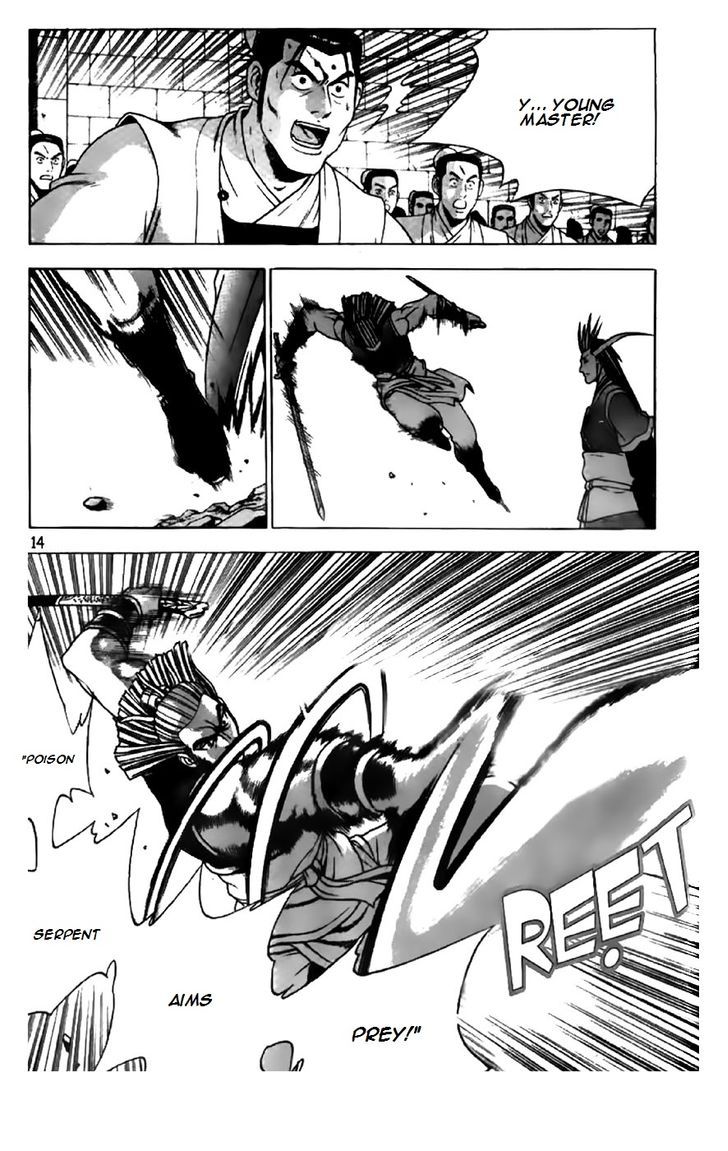 Y... YOUNG
MASTER!
14
"POISON
SERPENT
AIMS
PREY!"
REET